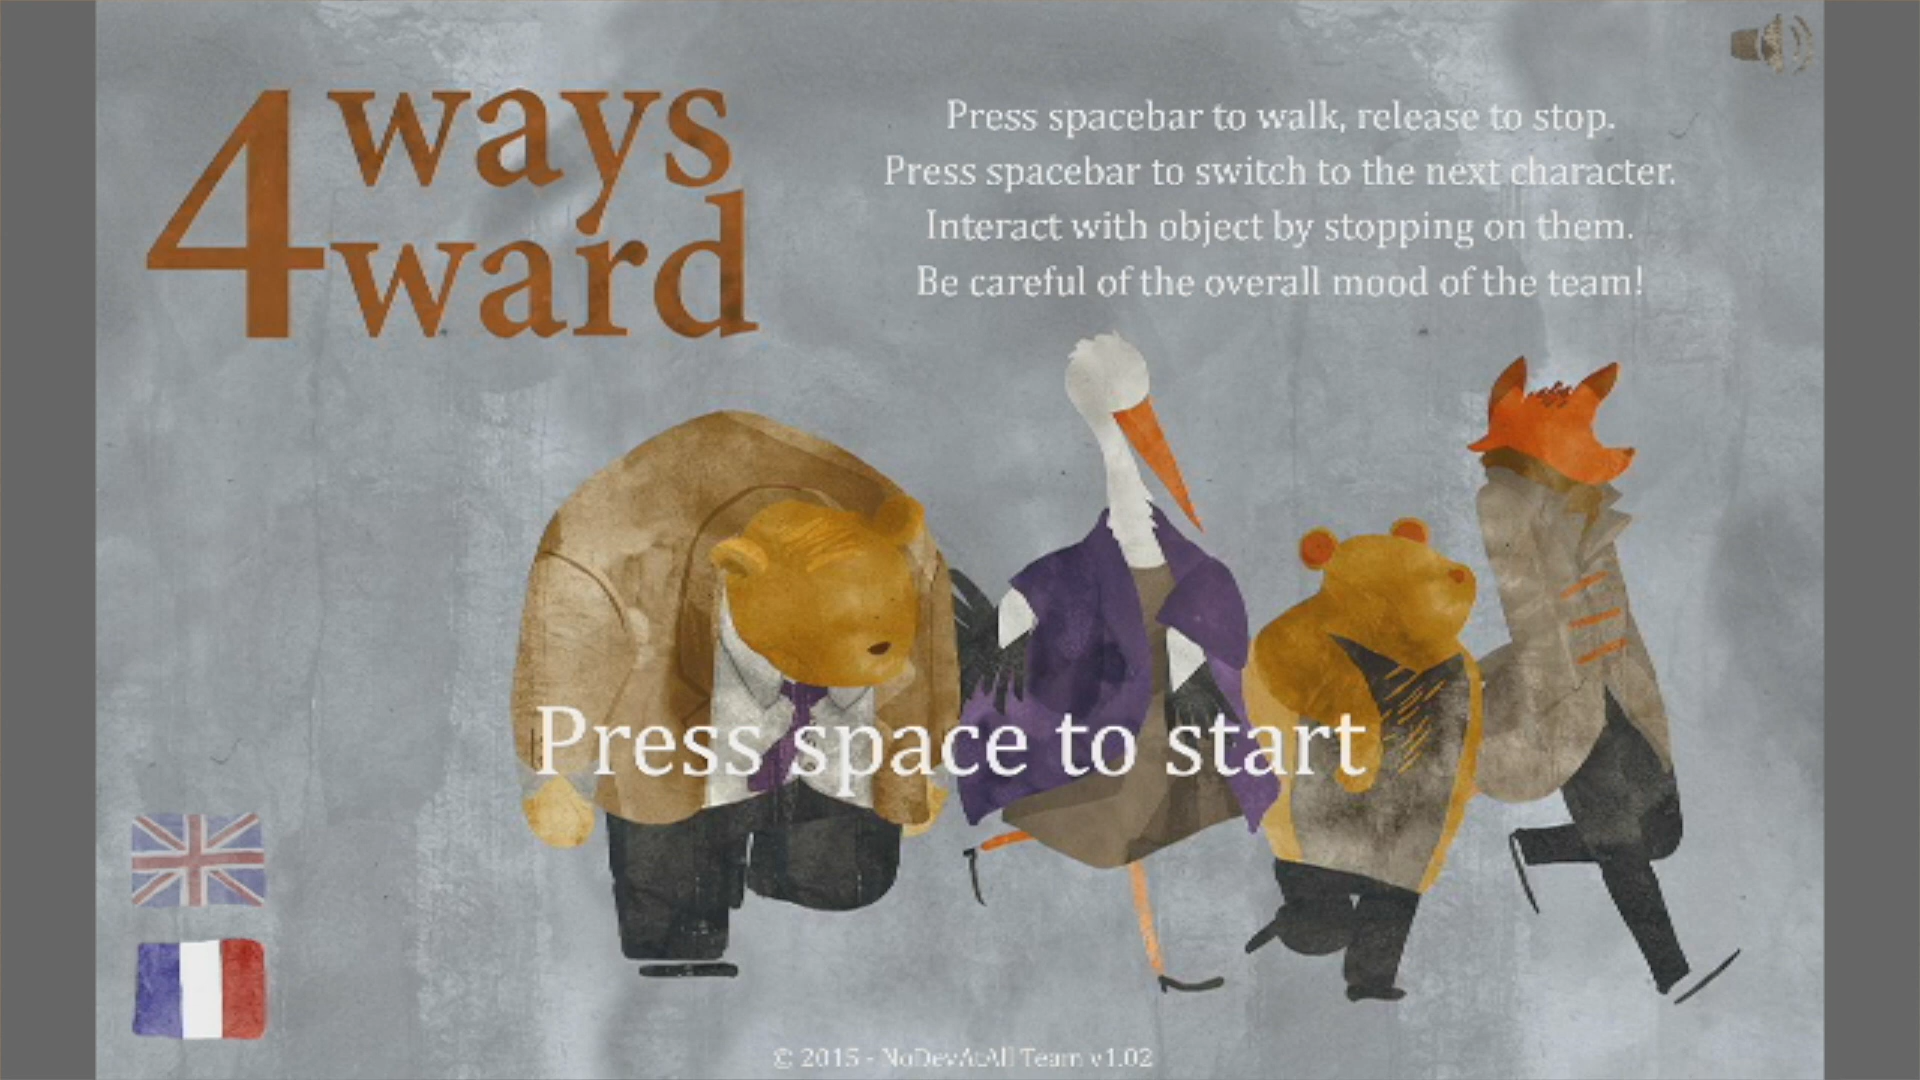 4 ways
ward
Press spacebar to walk, release to stop.
Press spacebar to switch to the next character.
Interact with object by stopping on them.
Be careful of the overall mood of the team!
Press space to start
© 2015 - NoDevAtAll Team v1.02